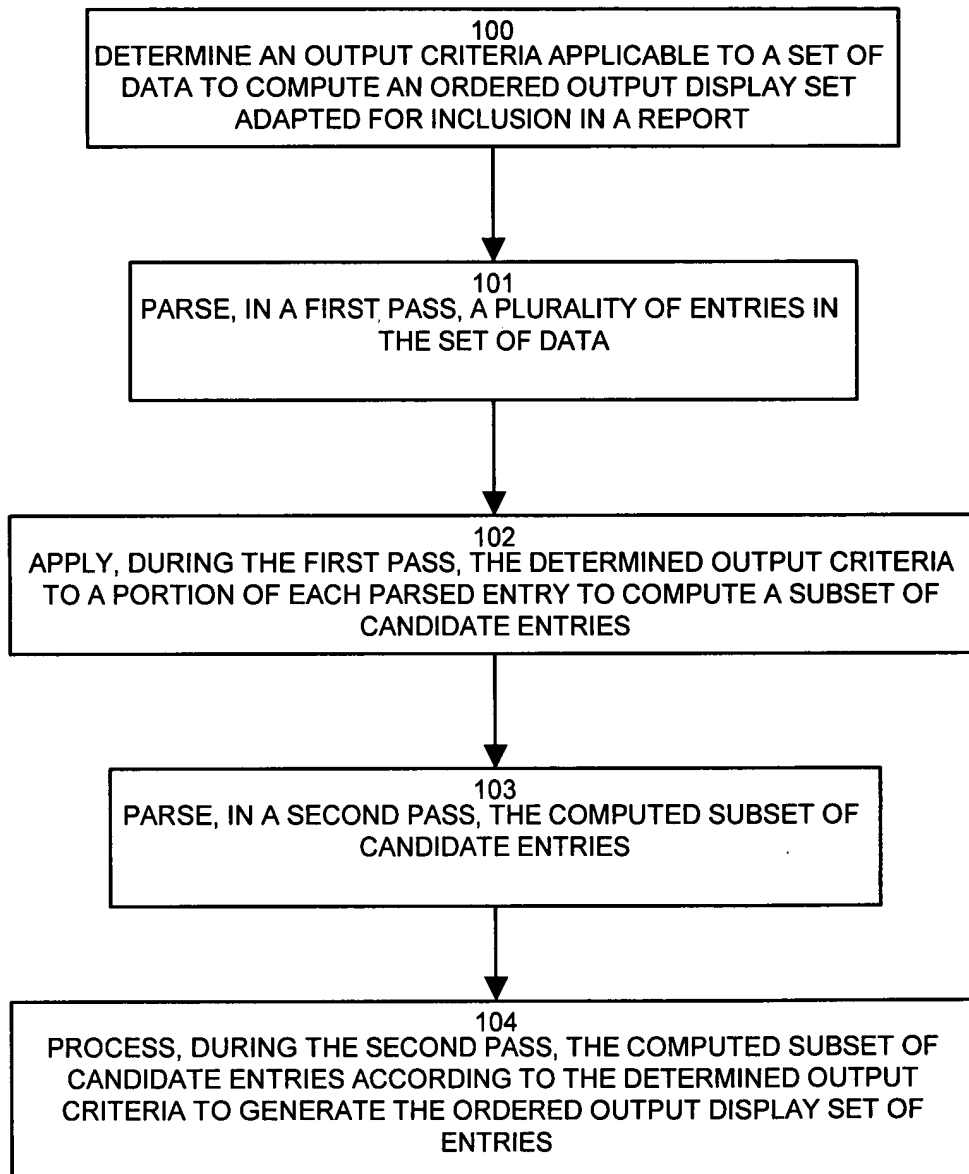 100
DETERMINE AN OUTPUT CRITERIA APPLICABLE TO A SET OF
DATA TO COMPUTE AN ORDERED OUTPUT DISPLAY SET
ADAPTED FOR INCLUSION IN A REPORT
101
PARSE, IN A FIRST PASS, A PLURALITY OF ENTRIES IN
THE SET OF DATA
102
APPLY, DURING THE FIRST PASS, THE DETERMINED OUTPUT CRITERIA
TO A PORTION OF EACH PARSED ENTRY TO COMPUTE A SUBSET OF
CANDIDATE ENTRIES
103
PARSE, IN A SECOND PASS, THE COMPUTED SUBSET OF
CANDIDATE ENTRIES
104
PROCESS, DURING THE SECOND PASS, THE COMPUTED SUBSET OF
CANDIDATE ENTRIES ACCORDING TO THE DETERMINED OUTPUT
CRITERIA TO GENERATE THE ORDERED OUTPUT DISPLAY SET OF
ENTRIES